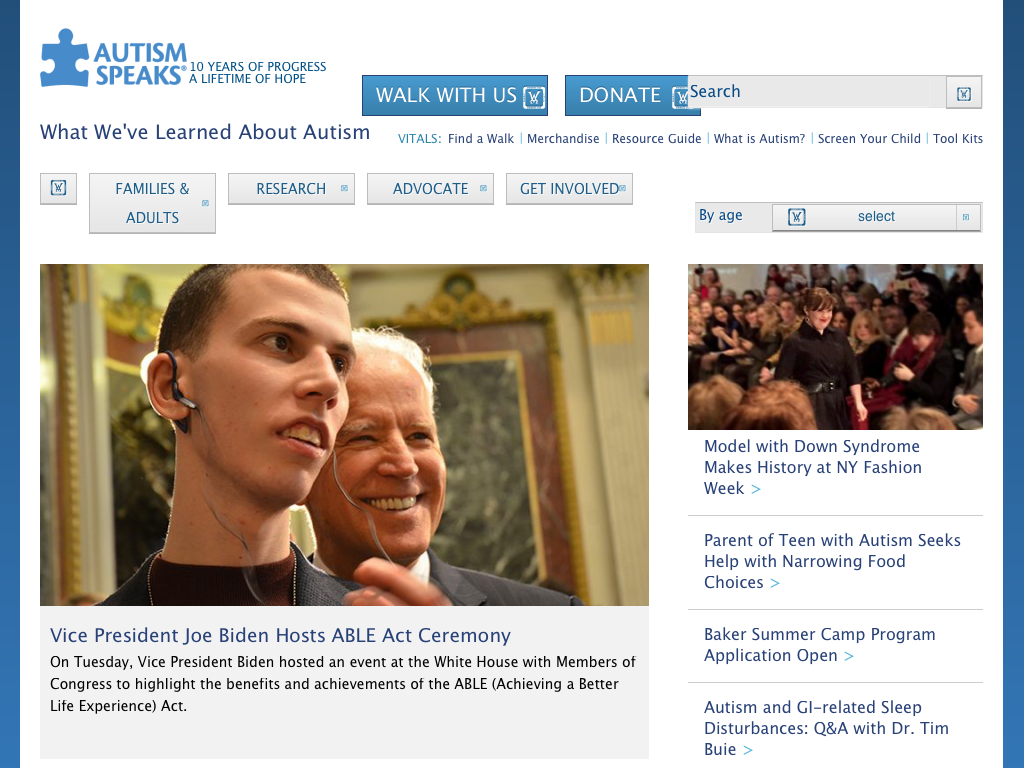 AUTISM
SPEAKS®
10 YEARS OF PROGRESS
A LIFETIME OF HOPE
WALK WITH US
DONATE
Search
What We've Learned About Autism
VITALS: Find a Walk | Merchandise | Resource Guide | What is Autism? | Screen Your Child | Tool Kits
FAMILIES &
ADULTS
RESEARCH
ADVOCATE
GET INVOLVED
By age
select
Vice President Joe Biden Hosts ABLE Act Ceremony
On Tuesday, Vice President Biden hosted an event at the White House with Members of
Congress to highlight the benefits and achievements of the ABLE (Achieving a Better
Life Experience) Act.
Model with Down Syndrome
Makes History at NY Fashion
Week >
Parent of Teen with Autism Seeks
Help with Narrowing Food
Choices >
Baker Summer Camp Program
Application Open >
Autism and GI-related Sleep
Disturbances: Q&A with Dr. Tim
Buie >